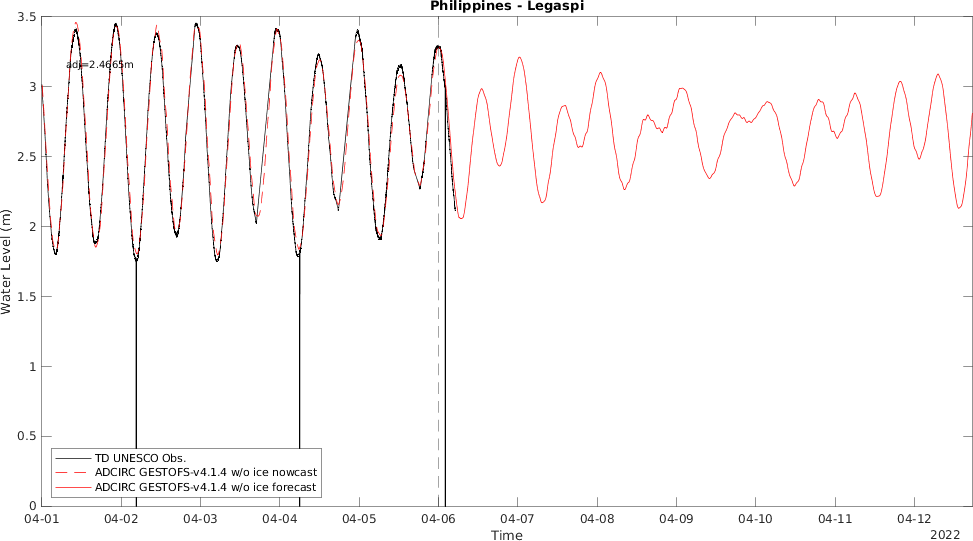 Philippines - Legaspi
3.5
adj=2.4665m
3
2.5
2
1.5
1
0.5
0
Water Level (m)
TD UNESCO Obs.
ADCIRC GESTOFS-v4.1.4 w/o ice nowcast
ADCIRC GESTOFS-v4.1.4 w/o ice forecast
04-01 04-02 04-03 04-04 04-05 04-06 04-07 04-08 04-09 04-10 04-11 04-12
Time
2022